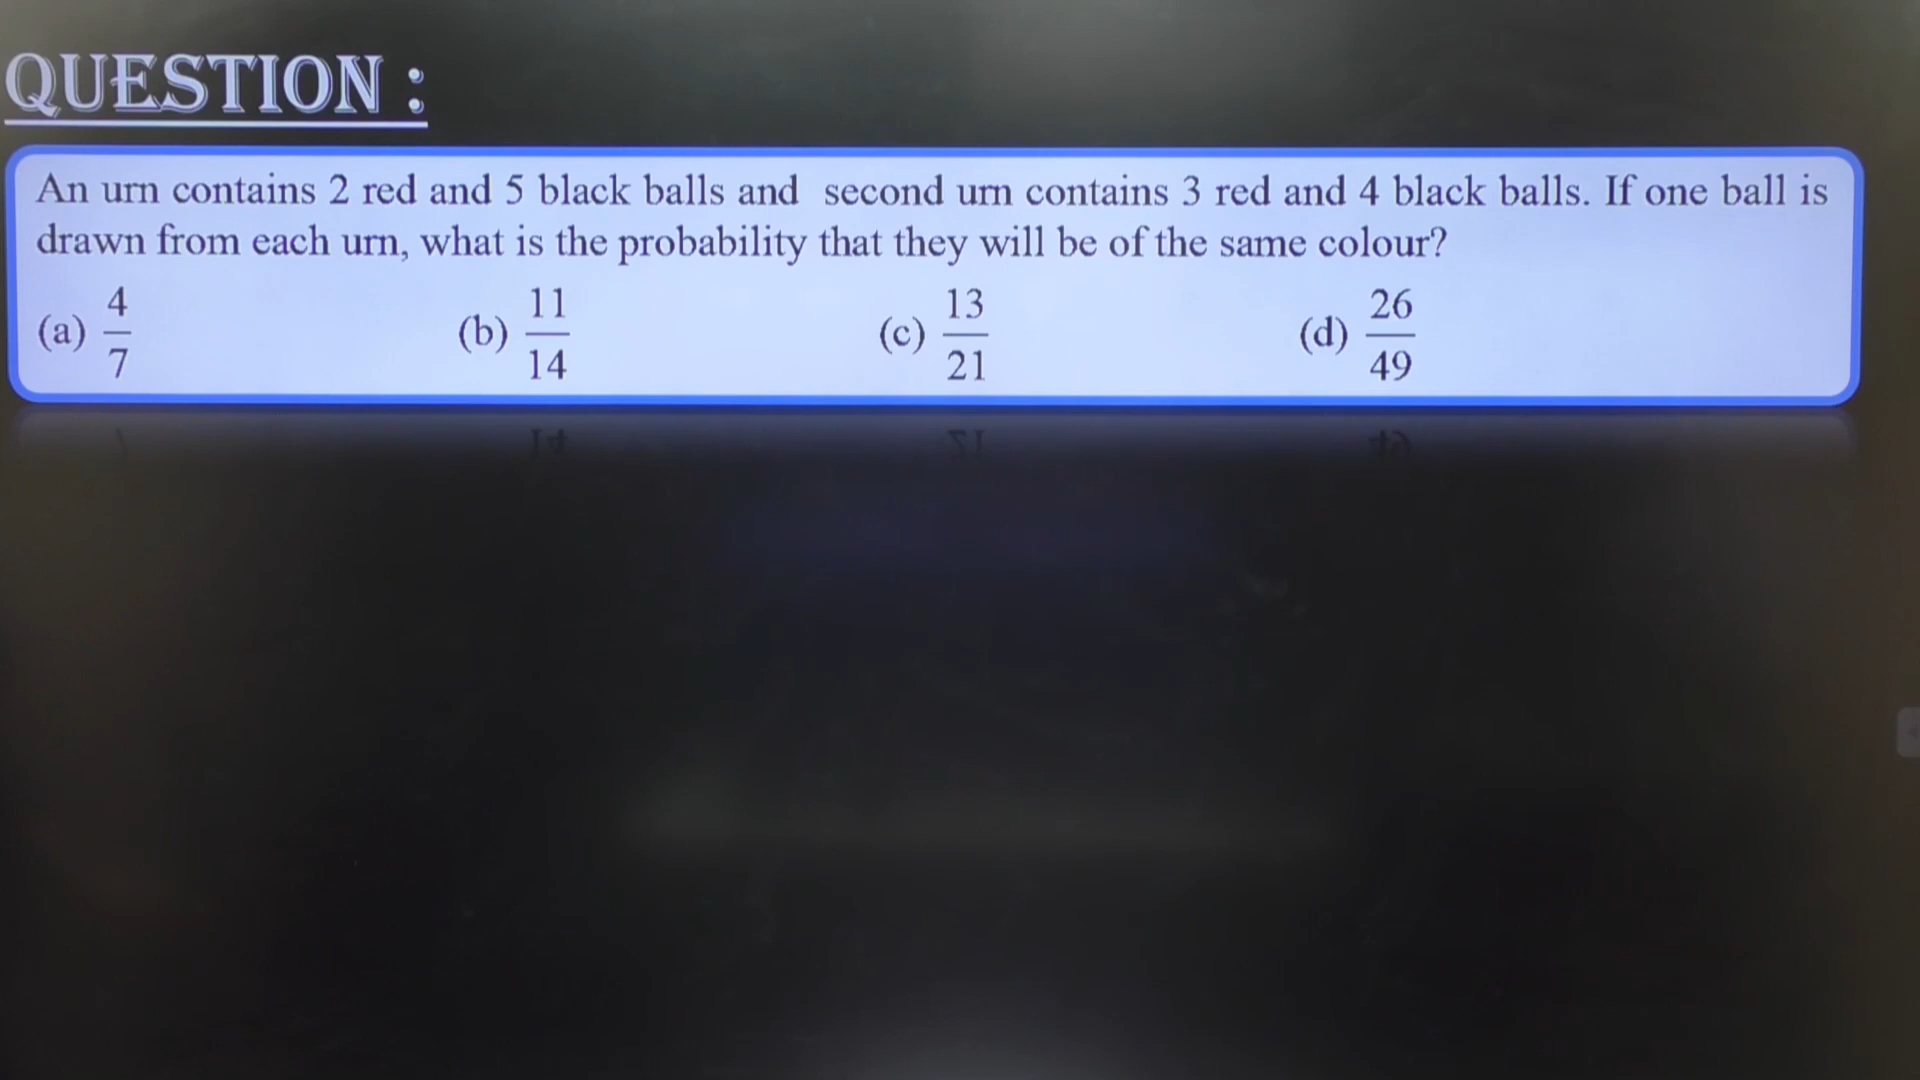 QUESTION :
An urn contains 2 red and 5 black balls and second urn contains 3 red and 4 black balls. If one ball is
drawn from each urn, what is the probability that they will be of the same colour?
(a) 4/7 (b) 11/14 (c) 13/21 (d) 26/49